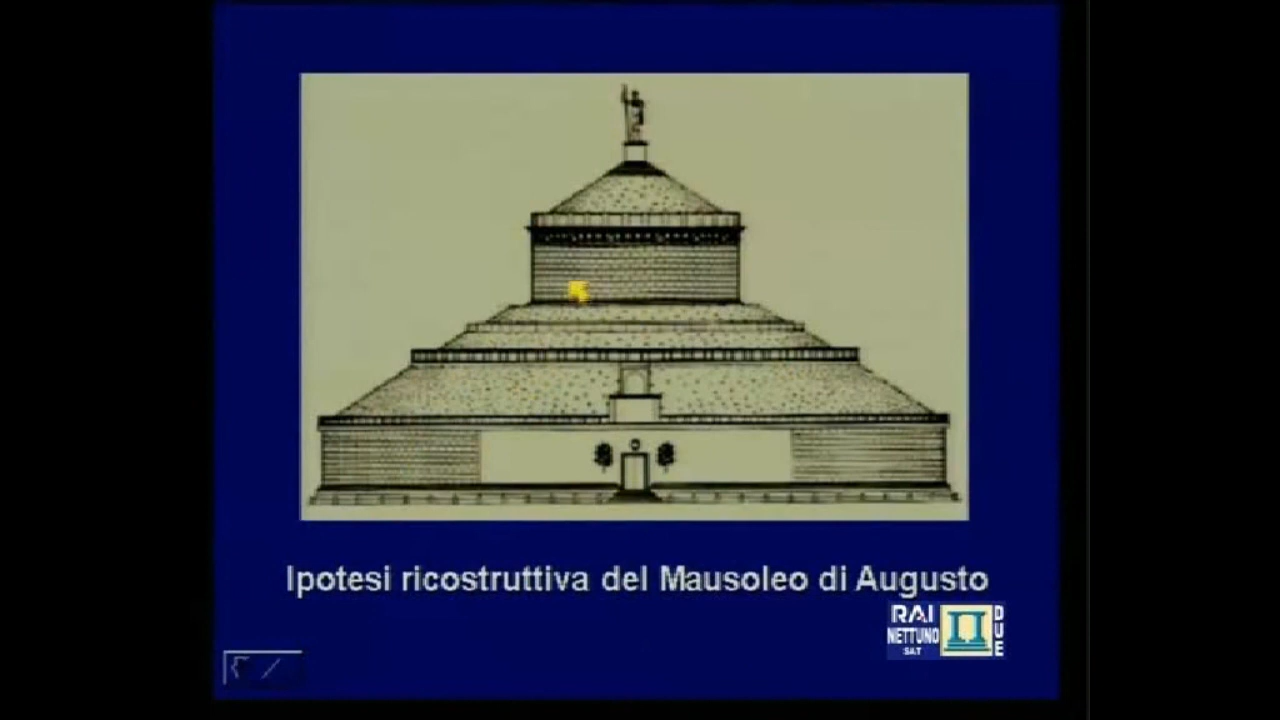 Ipotesi ricostruttiva del Mausoleo di Augusto
RAI
NETTUNO
SAT
DUE